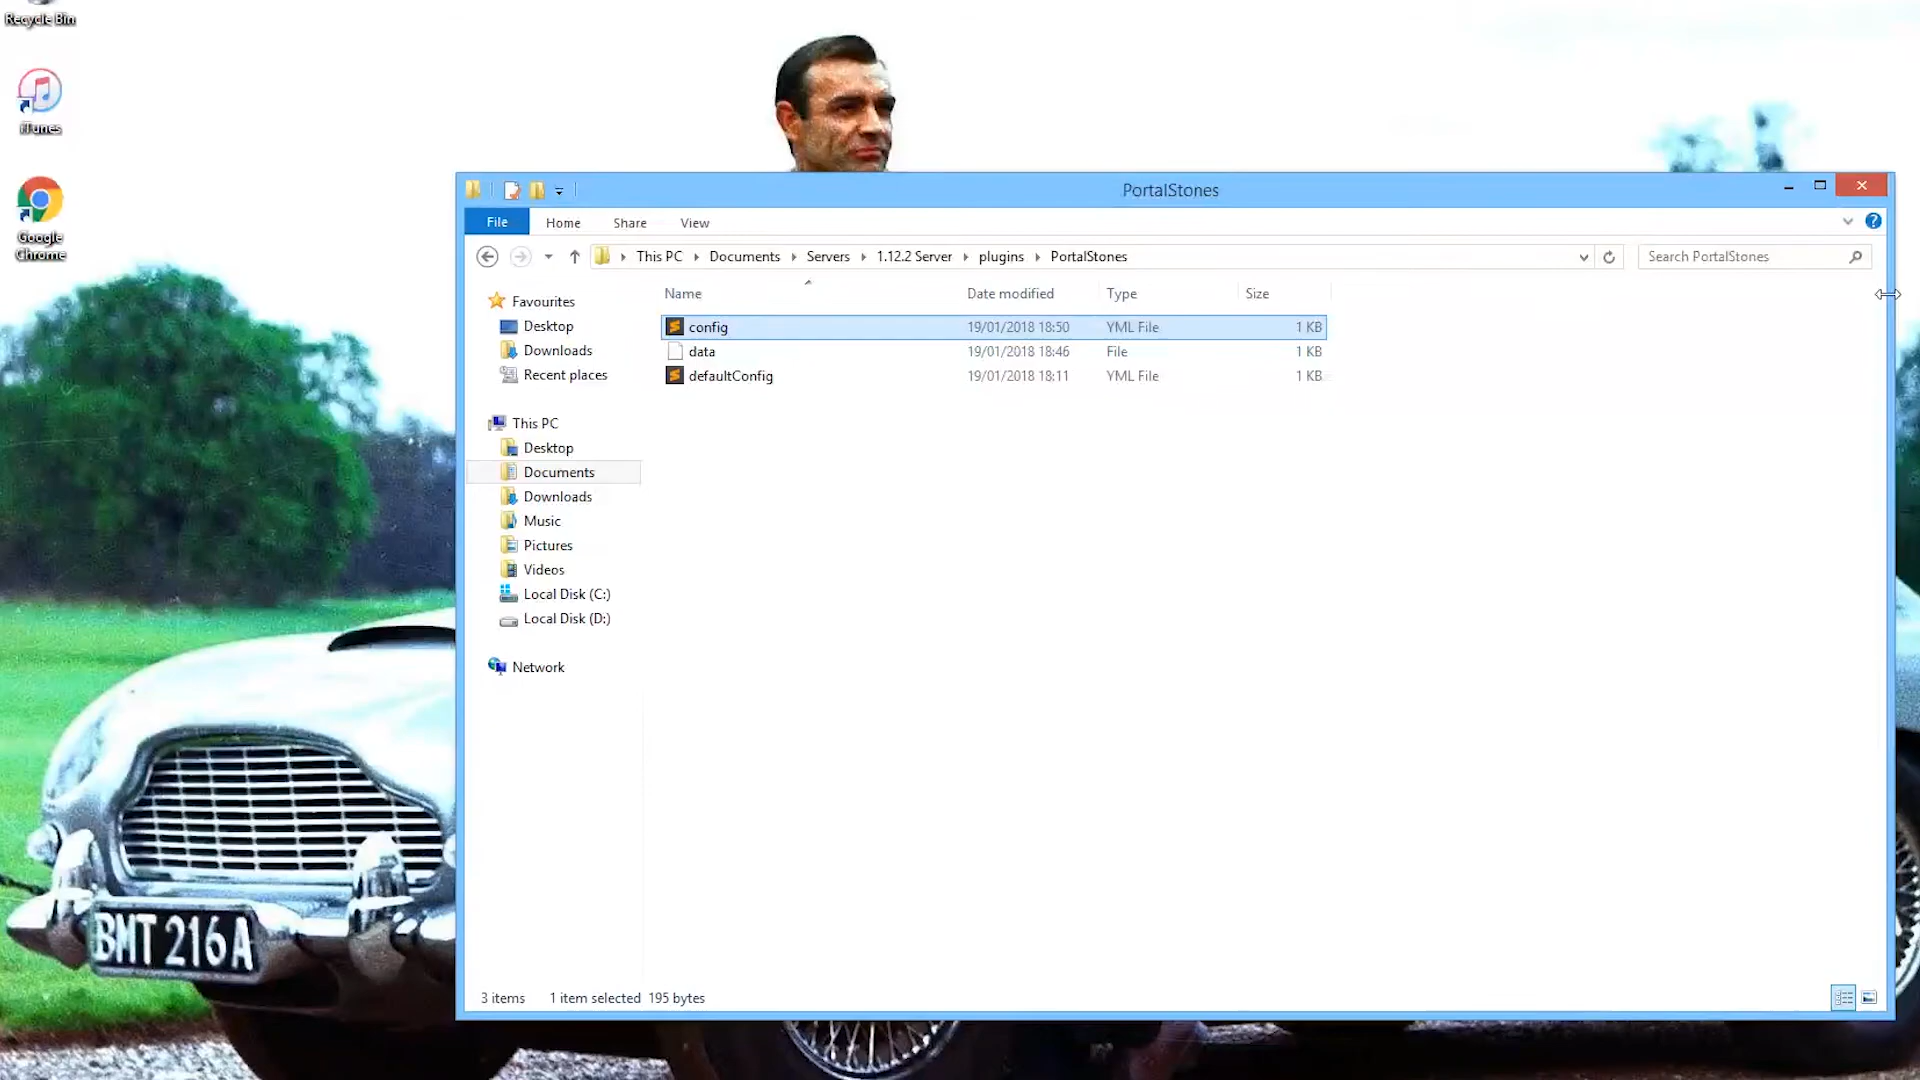 Recycle Bin
iTunes
Google
Chrome
PortalStones
File Home Share View
This PC Documents Servers 1.12.2 Server plugins PortalStones
Search PortalStones
Name Date modified Type Size
config 19/01/2018 18:50 YML File 1 KB
data 19/01/2018 18:46 File 1 KB
defaultConfig 19/01/2018 18:11 YML File 1 KB
Favourites
Desktop
Downloads
Recent places
This PC
Desktop
Documents
Downloads
Music
Pictures
Videos
Local Disk (C:)
Local Disk (D:)
Network
3 items 1 item selected 195 bytes
BMT 216A